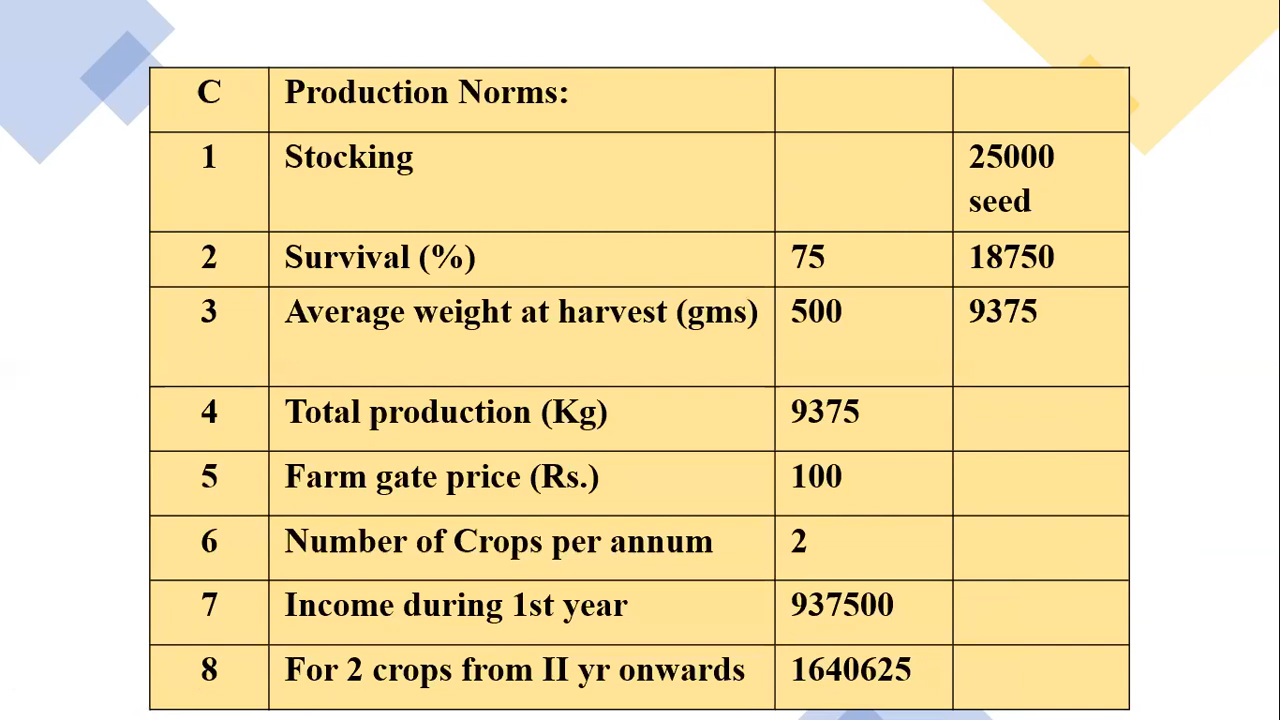 C Production Norms:
1 Stocking 25000
seed
2 Survival (%) 75 18750
3 Average weight at harvest (gms) 500 9375
4 Total production (Kg) 9375
5 Farm gate price (Rs.) 100
6 Number of Crops per annum 2
7 Income during 1st year 937500
8 For 2 crops from II yr onwards 1640625